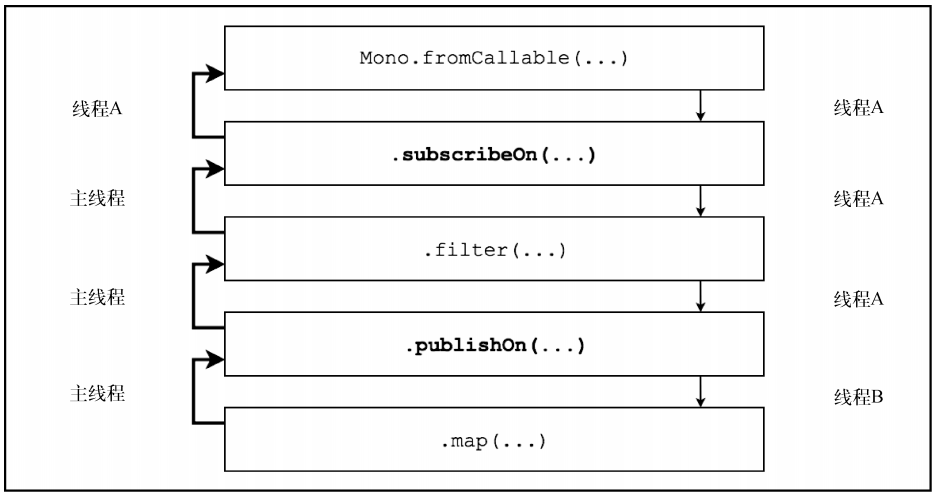 Mono.fromCallable(...)
线程A
线程A
.subscribeOn(...)
主线程
线程A
.filter(...)
主线程
线程A
.publishOn(...)
主线程
线程B
.map(...)